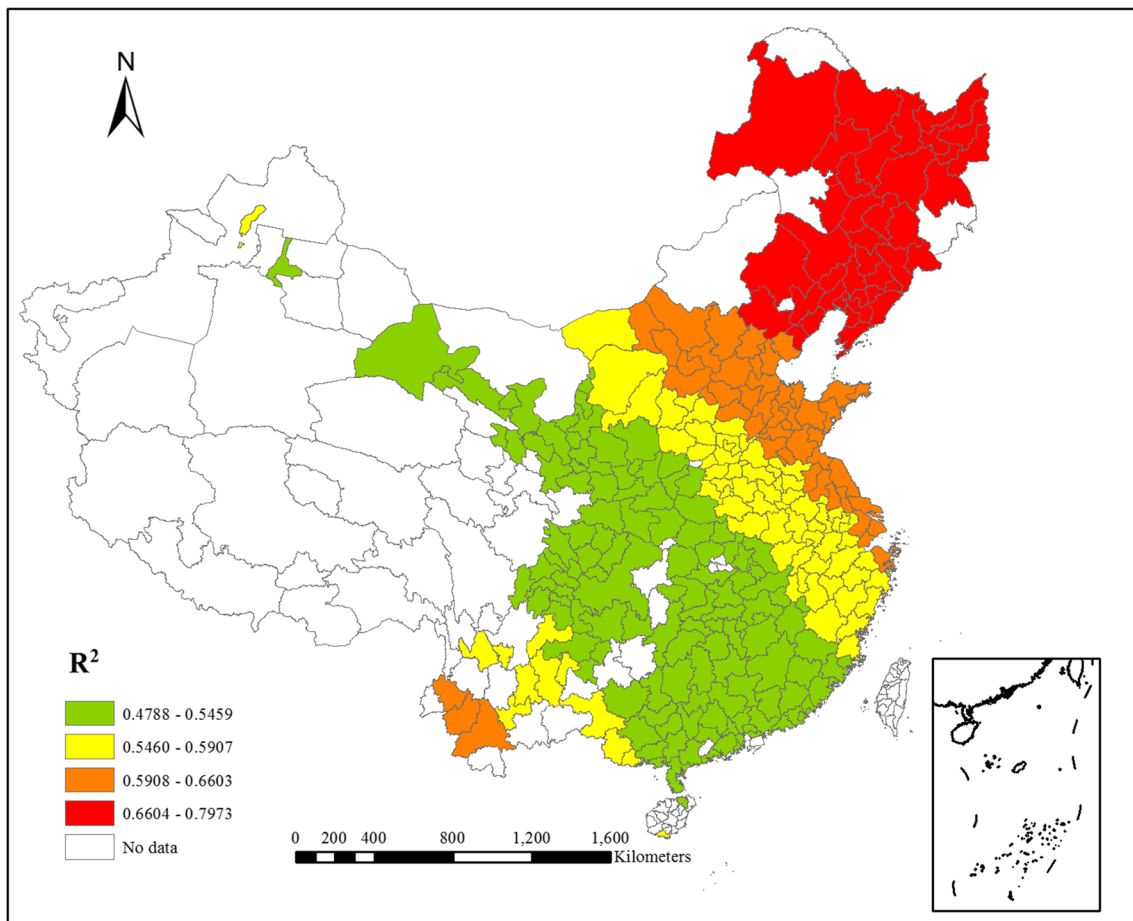 N
R²
0.4788 - 0.5459
0.5460 - 0.5907
0.5908 - 0.6603
0.6604 - 0.7973
No data
0 200 400 800 1,200 1,600
Kilometers